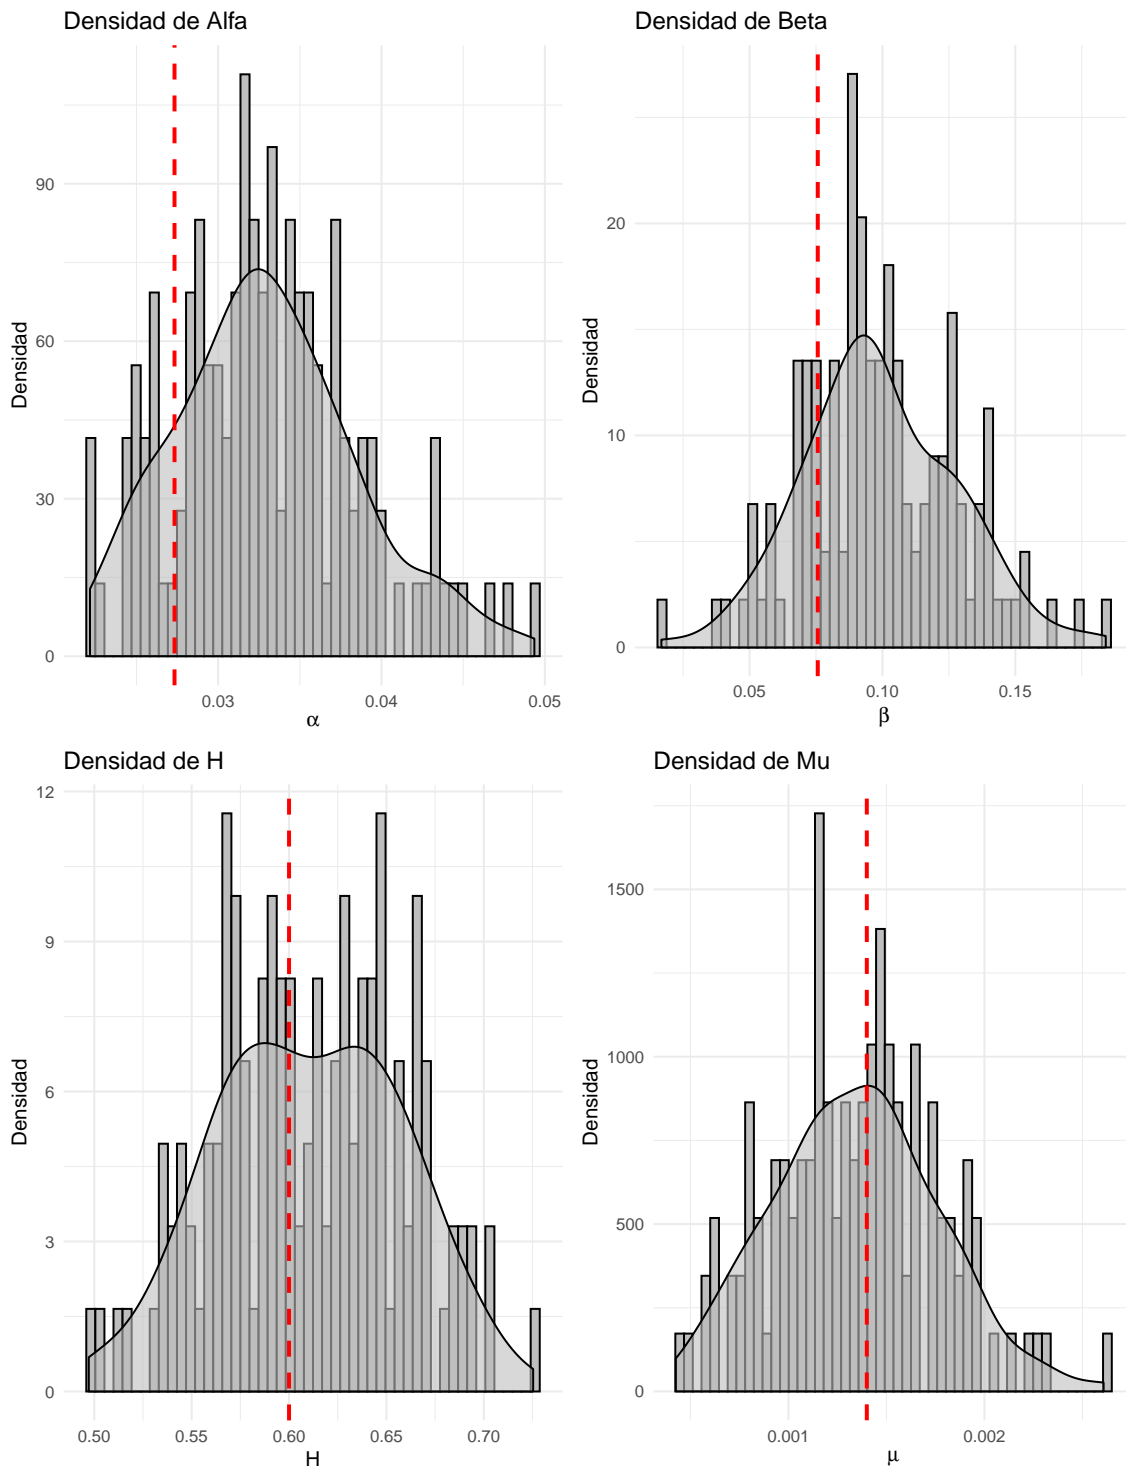 Densidad de Alfa
Densidad
90
60
30
0
0.03
0.04
0.05
α
Densidad de Beta
Densidad
20
10
0
0.05
0.10
0.15
β
Densidad de H
Densidad
12
9
6
3
0
0.50
0.55
0.60
0.65
0.70
H
Densidad de Mu
Densidad
1500
1000
500
0
0.001
0.002
μ